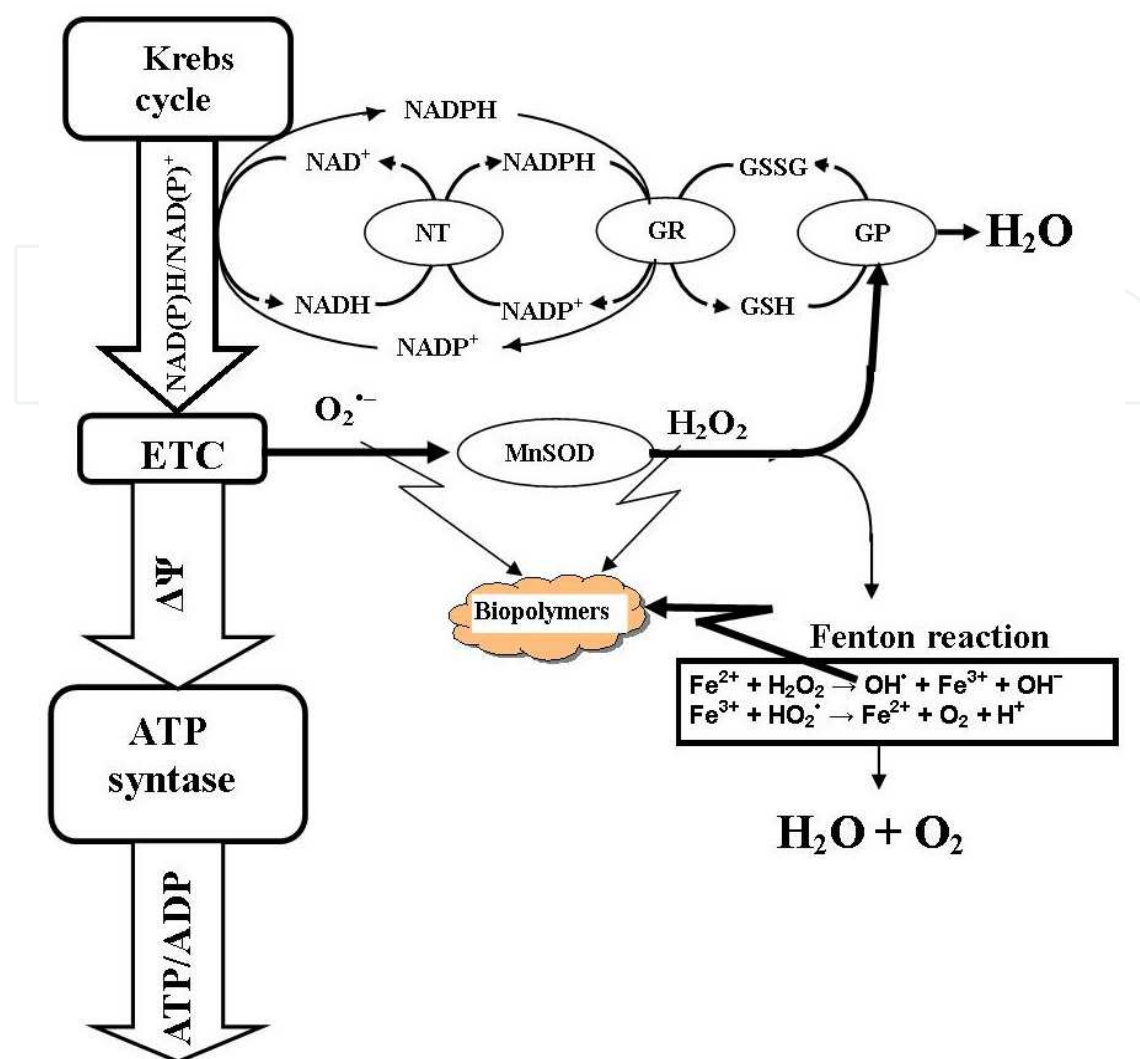 Krebs
cycle
NADPH
NAD⁺
NADPH
GSSG
NAD(P)H/NAD(P)⁺
NT
GR
GP
H₂O
NADH
NADP⁺
GSH
NADP⁺
O₂•⁻
H₂O₂
ETC
MnSOD
ΔΨ
Biopolymers
Fenton reaction
Fe²⁺ + H₂O₂ → OH• + Fe³⁺ + OH⁻
Fe³⁺ + HO₂• → Fe²⁺ + O₂ + H⁺
ATP
syntase
H₂O + O₂
ATP/ADP